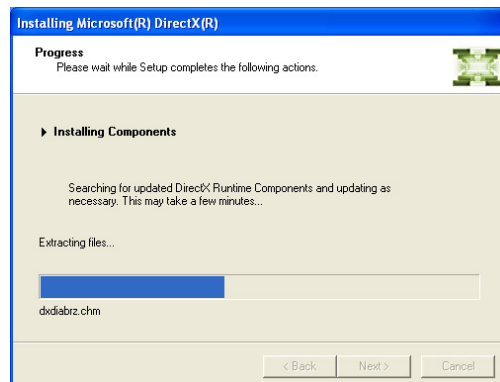 Installing Microsoft(R) DirectX(R)
Progress
Please wait while Setup completes the following actions.
Installing Components
Searching for updated DirectX Runtime Components and updating as
necessary. This may take a few minutes...
Extracting files...
dxdiabrz.chm
< Back Next > Cancel